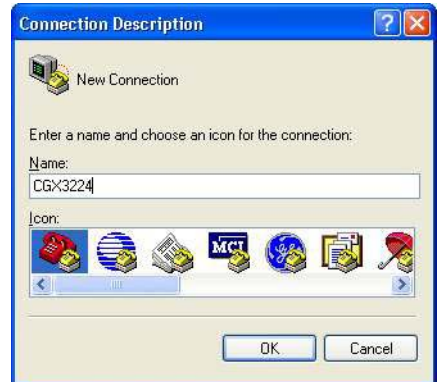 Connection Description
New Connection
Enter a name and choose an icon for the connection:
Name:
CGX3224
Icon:
MCI
OK Cancel